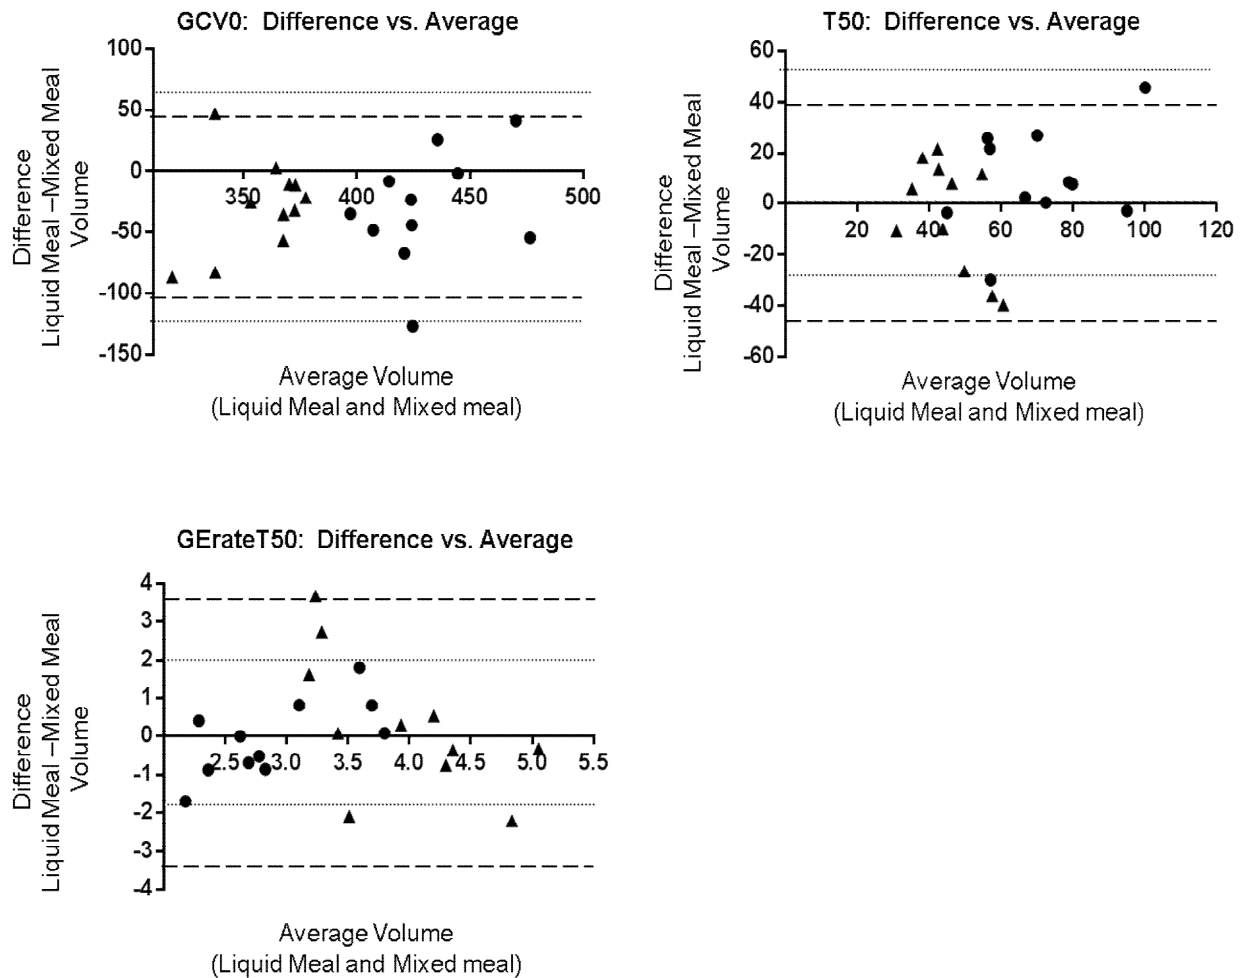 GCV0: Difference vs. Average
100
50
0
-50
-100
-150
350 400 450 500
Difference
Liquid Meal –Mixed Meal
Volume
Average Volume
(Liquid Meal and Mixed meal)
T50: Difference vs. Average
60
40
20
0
-20
-40
-60
20 40 60 80 100 120
Difference
Liquid Meal –Mixed Meal
Volume
Average Volume
(Liquid Meal and Mixed meal)
GErateT50: Difference vs. Average
4
3
2
1
0
-1
-2
-3
-4
2.5 3.0 3.5 4.0 4.5 5.0 5.5
Difference
Liquid Meal –Mixed Meal
Volume
Average Volume
(Liquid Meal and Mixed meal)